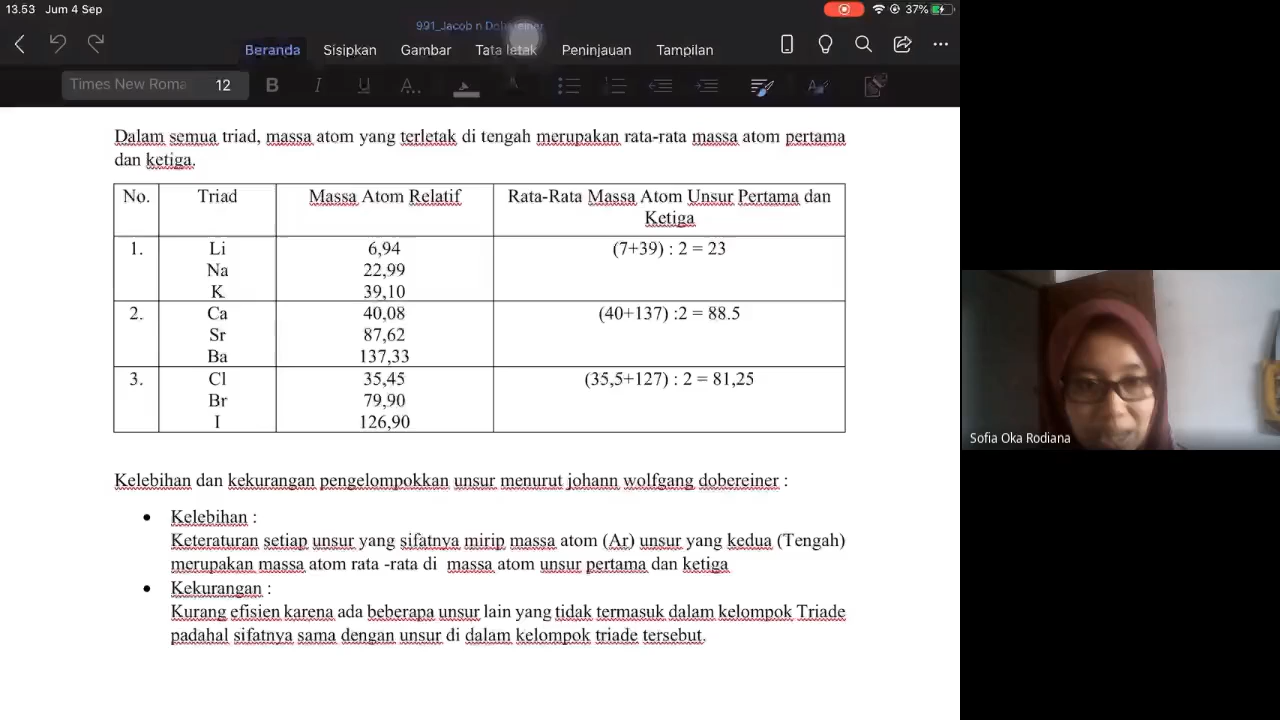 13.53 Jum 4 Sep
37%
991_Jacob n Dobereiner
Beranda Sisipkan Gambar Tata letak Peninjauan Tampilan
Times New Roma 12 B I U A..
Dalam semua triad, massa atom yang terletak di tengah merupakan rata-rata massa atom pertama
dan ketiga.
No. Triad Massa Atom Relatif Rata-Rata Massa Atom Unsur Pertama dan
Ketiga
1. Li 6,94 (7+39) : 2 = 23
Na 22,99
K 39,10
2. Ca 40,08 (40+137) :2 = 88.5
Sr 87,62
Ba 137,33
3. Cl 35,45 (35,5+127) : 2 = 81,25
Br 79,90
I 126,90
Kelebihan dan kekurangan pengelompokkan unsur menurut johann wolfgang dobereiner :
• Kelebihan :
Keteraturan setiap unsur yang sifatnya mirip massa atom (Ar) unsur yang kedua (Tengah)
merupakan massa atom rata -rata di massa atom unsur pertama dan ketiga
• Kekurangan :
Kurang efisien karena ada beberapa unsur lain yang tidak termasuk dalam kelompok Triade
padahal sifatnya sama dengan unsur di dalam kelompok triade tersebut.
Sofia Oka Rodiana